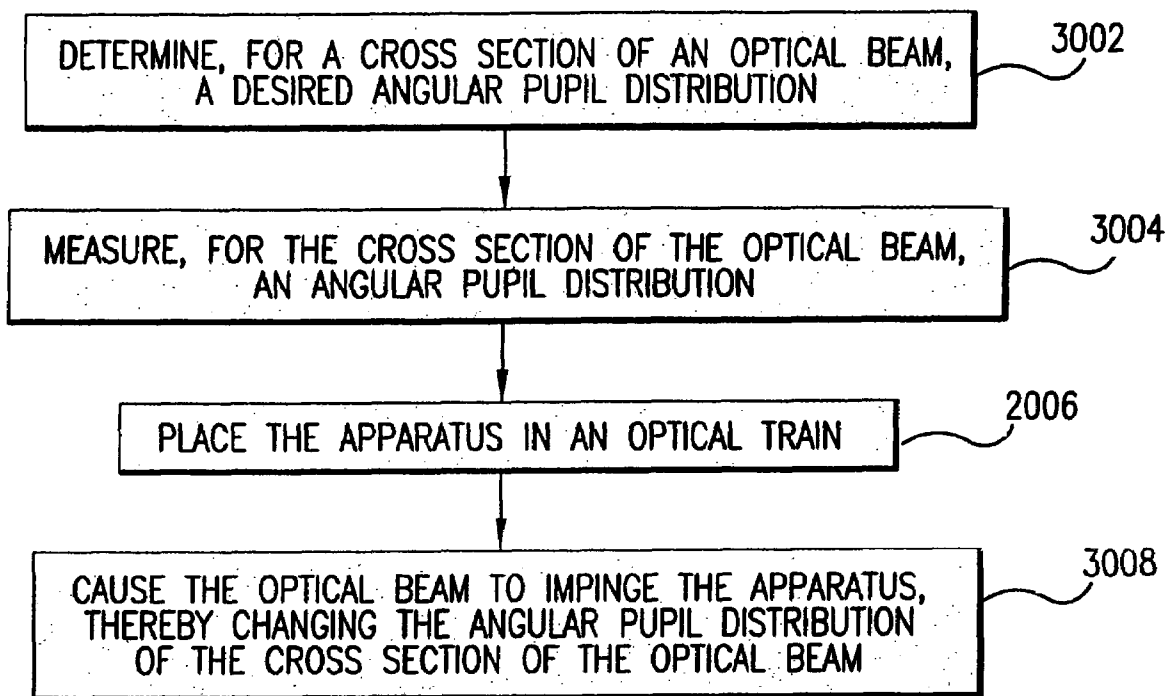 DETERMINE, FOR A CROSS SECTION OF AN OPTICAL BEAM,
A DESIRED ANGULAR PUPIL DISTRIBUTION
3002
MEASURE, FOR THE CROSS SECTION OF THE OPTICAL BEAM,
AN ANGULAR PUPIL DISTRIBUTION
3004
PLACE THE APPARATUS IN AN OPTICAL TRAIN
2006
CAUSE THE OPTICAL BEAM TO IMPINGE THE APPARATUS,
THEREBY CHANGING THE ANGULAR PUPIL DISTRIBUTION
OF THE CROSS SECTION OF THE OPTICAL BEAM
3008